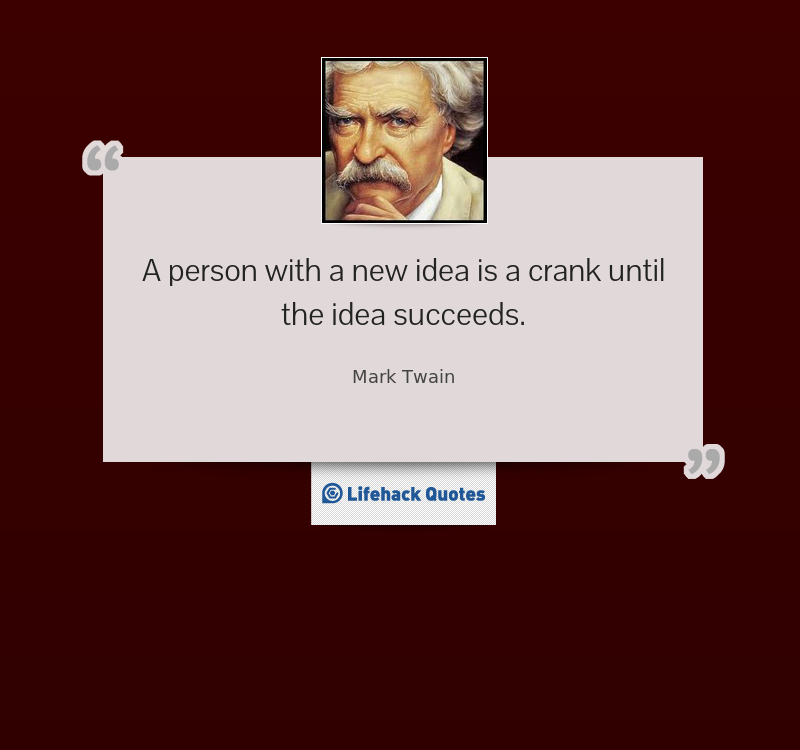 “
A person with a new idea is a crank until
the idea succeeds.
Mark Twain
”
Lifehack Quotes